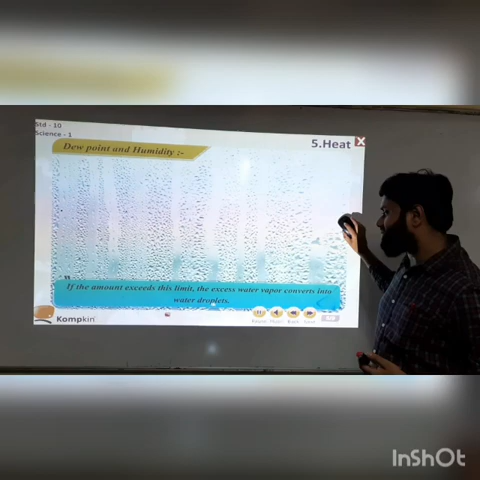 Std - 10
Science - 1
5.Heat
Dew point and Humidity :-
If the amount exceeds this limit, the excess water vapor converts into
water droplets.
Kompkin
InShOt